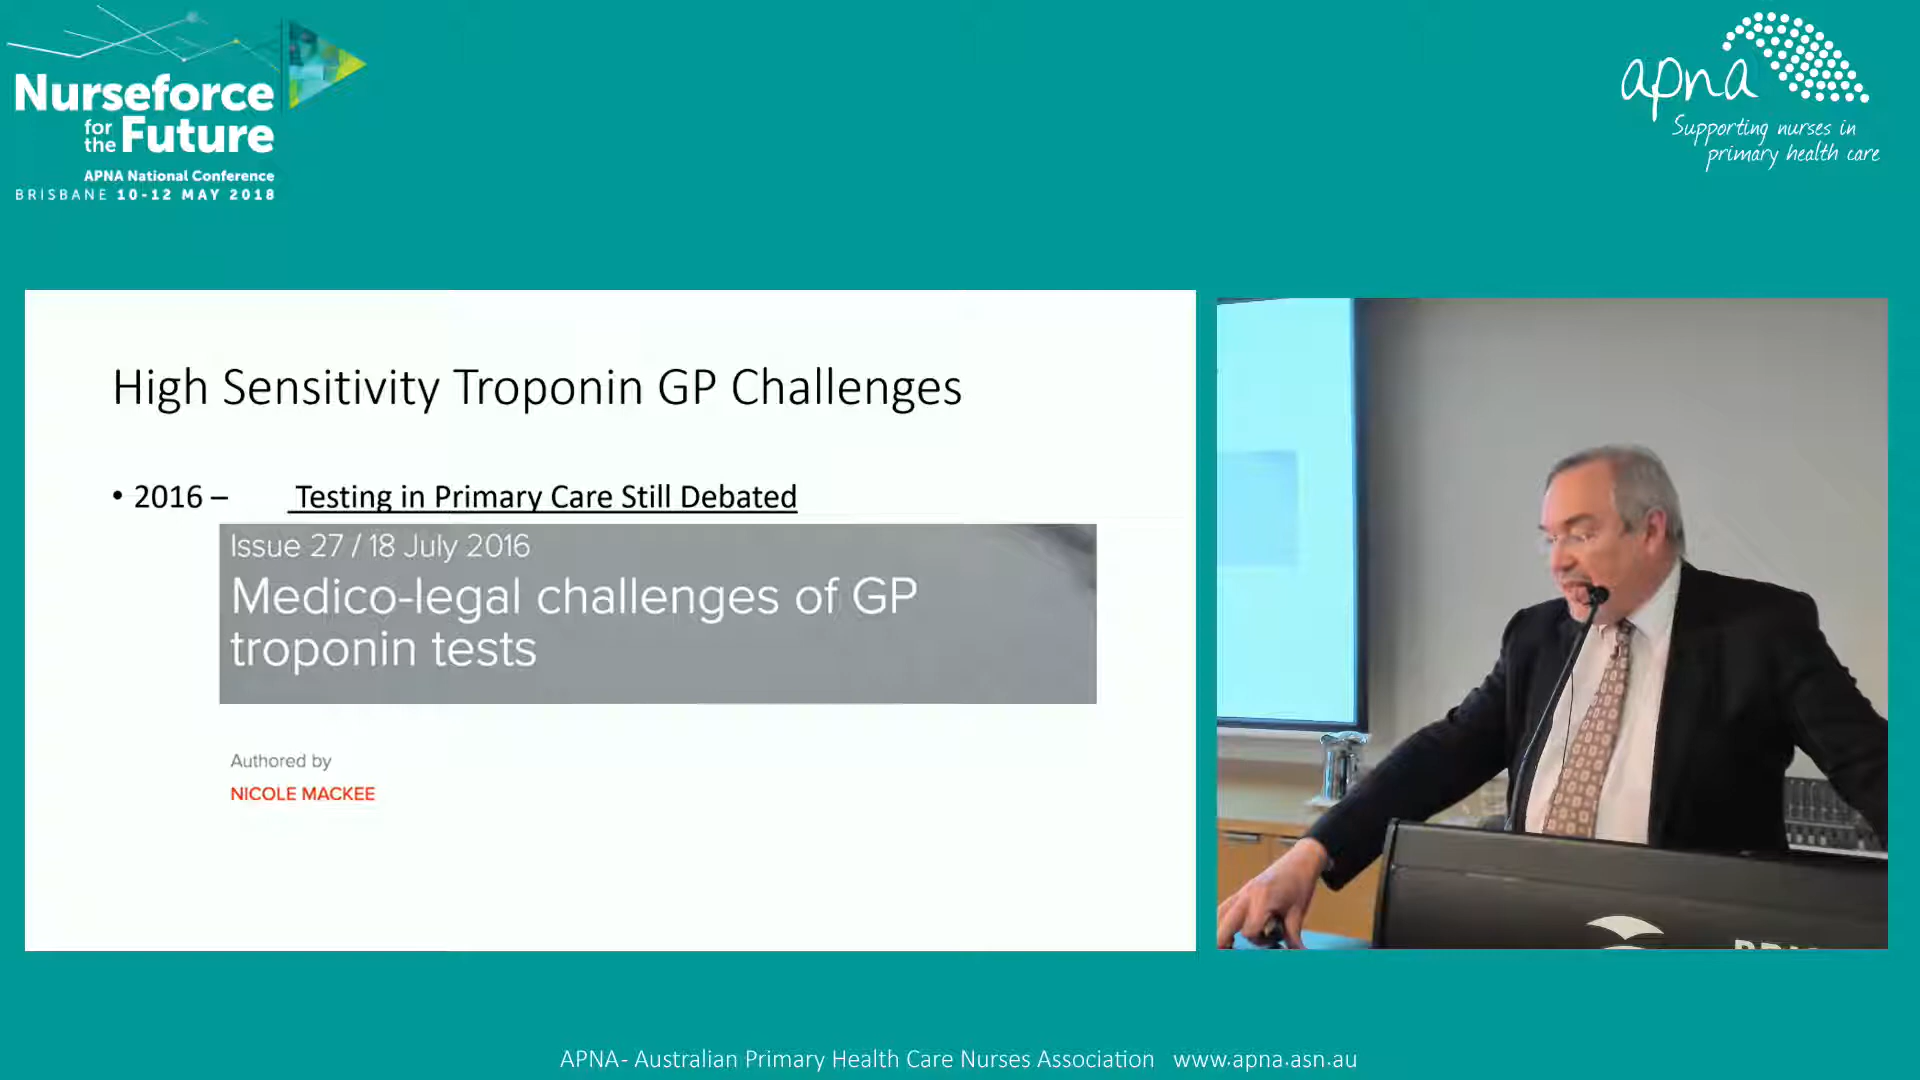 Nurseforce
for
the Future
APNA National Conference
BRISBANE 10-12 MAY 2018
apna
Supporting nurses in
primary health care
High Sensitivity Troponin GP Challenges
• 2016 – Testing in Primary Care Still Debated
Issue 27 / 18 July 2016
Medico-legal challenges of GP
troponin tests
Authored by
NICOLE MACKEE
APNA- Australian Primary Health Care Nurses Association www.apna.asn.au